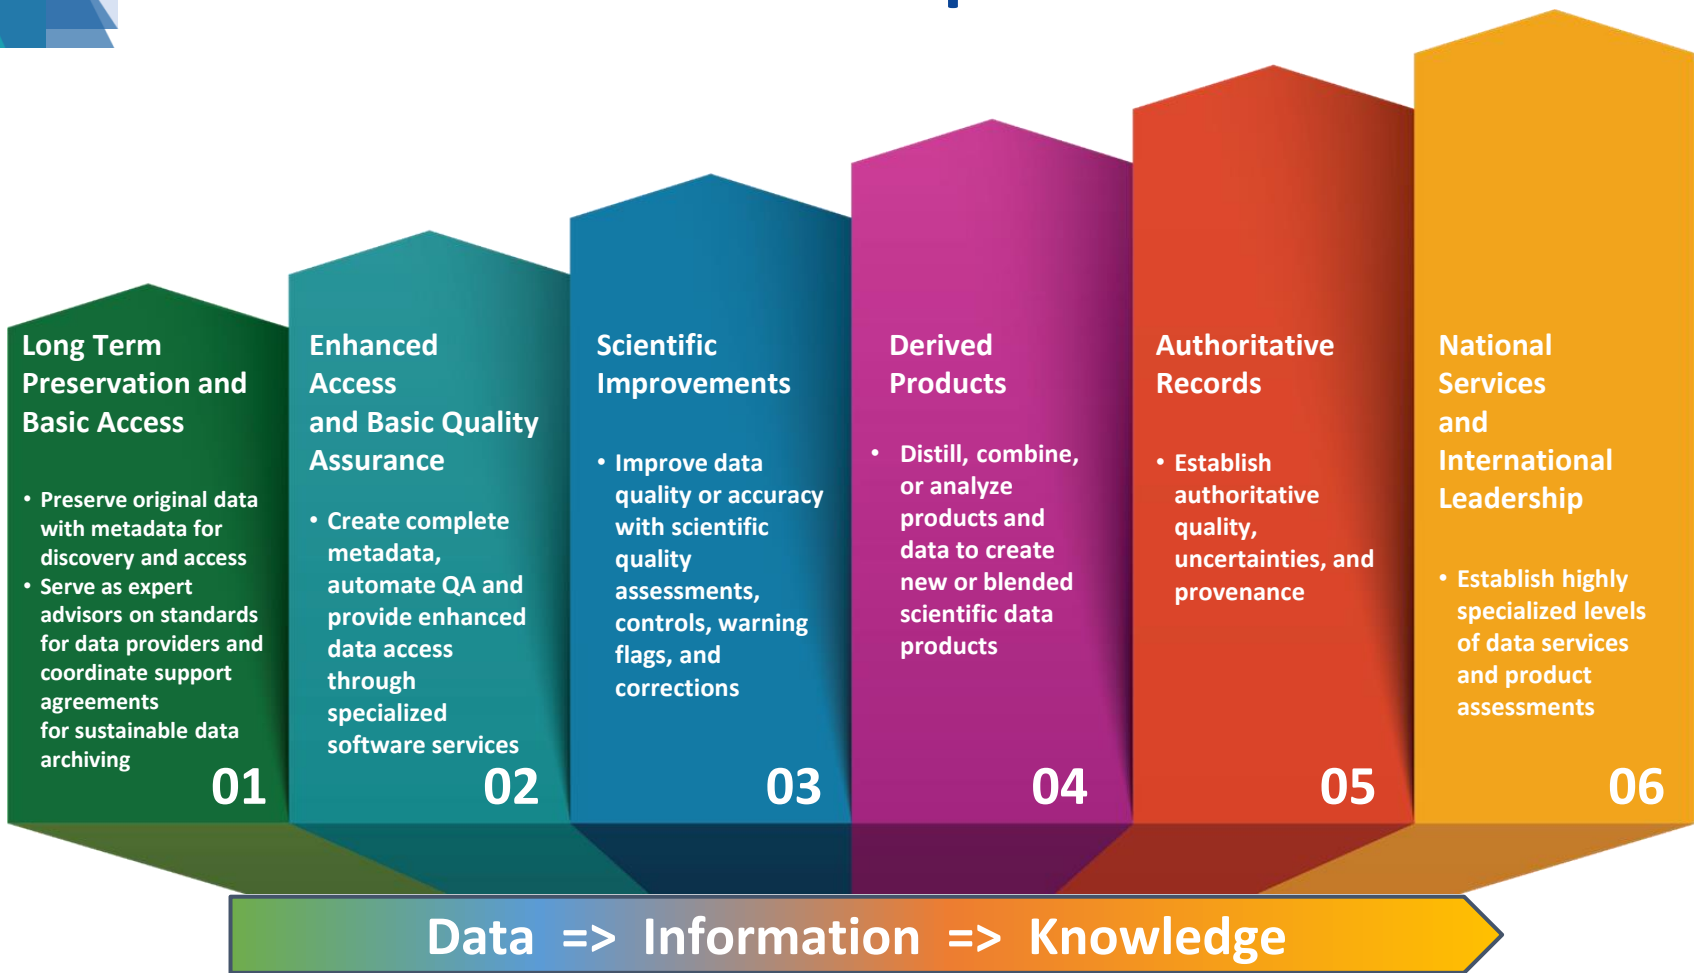 Long Term
Preservation and
Basic Access
• Preserve original data
with metadata for
discovery and access
• Serve as expert
advisors on standards
for data providers and
coordinate support
agreements
for sustainable data
archiving
01
Enhanced
Access
and Basic Quality
Assurance
• Create complete
metadata,
automate QA and
provide enhanced
data access
through
specialized
software services
02
Scientific
Improvements
• Improve data
quality or accuracy
with scientific
quality
assessments,
controls, warning
flags, and
corrections
03
Derived
Products
• Distill, combine,
or analyze
products and
data to create
new or blended
scientific data
products
04
Authoritative
Records
• Establish
authoritative
quality,
uncertainties, and
provenance
05
National
Services
and
International
Leadership
• Establish highly
specialized levels
of data services
and product
assessments
06
Data => Information => Knowledge